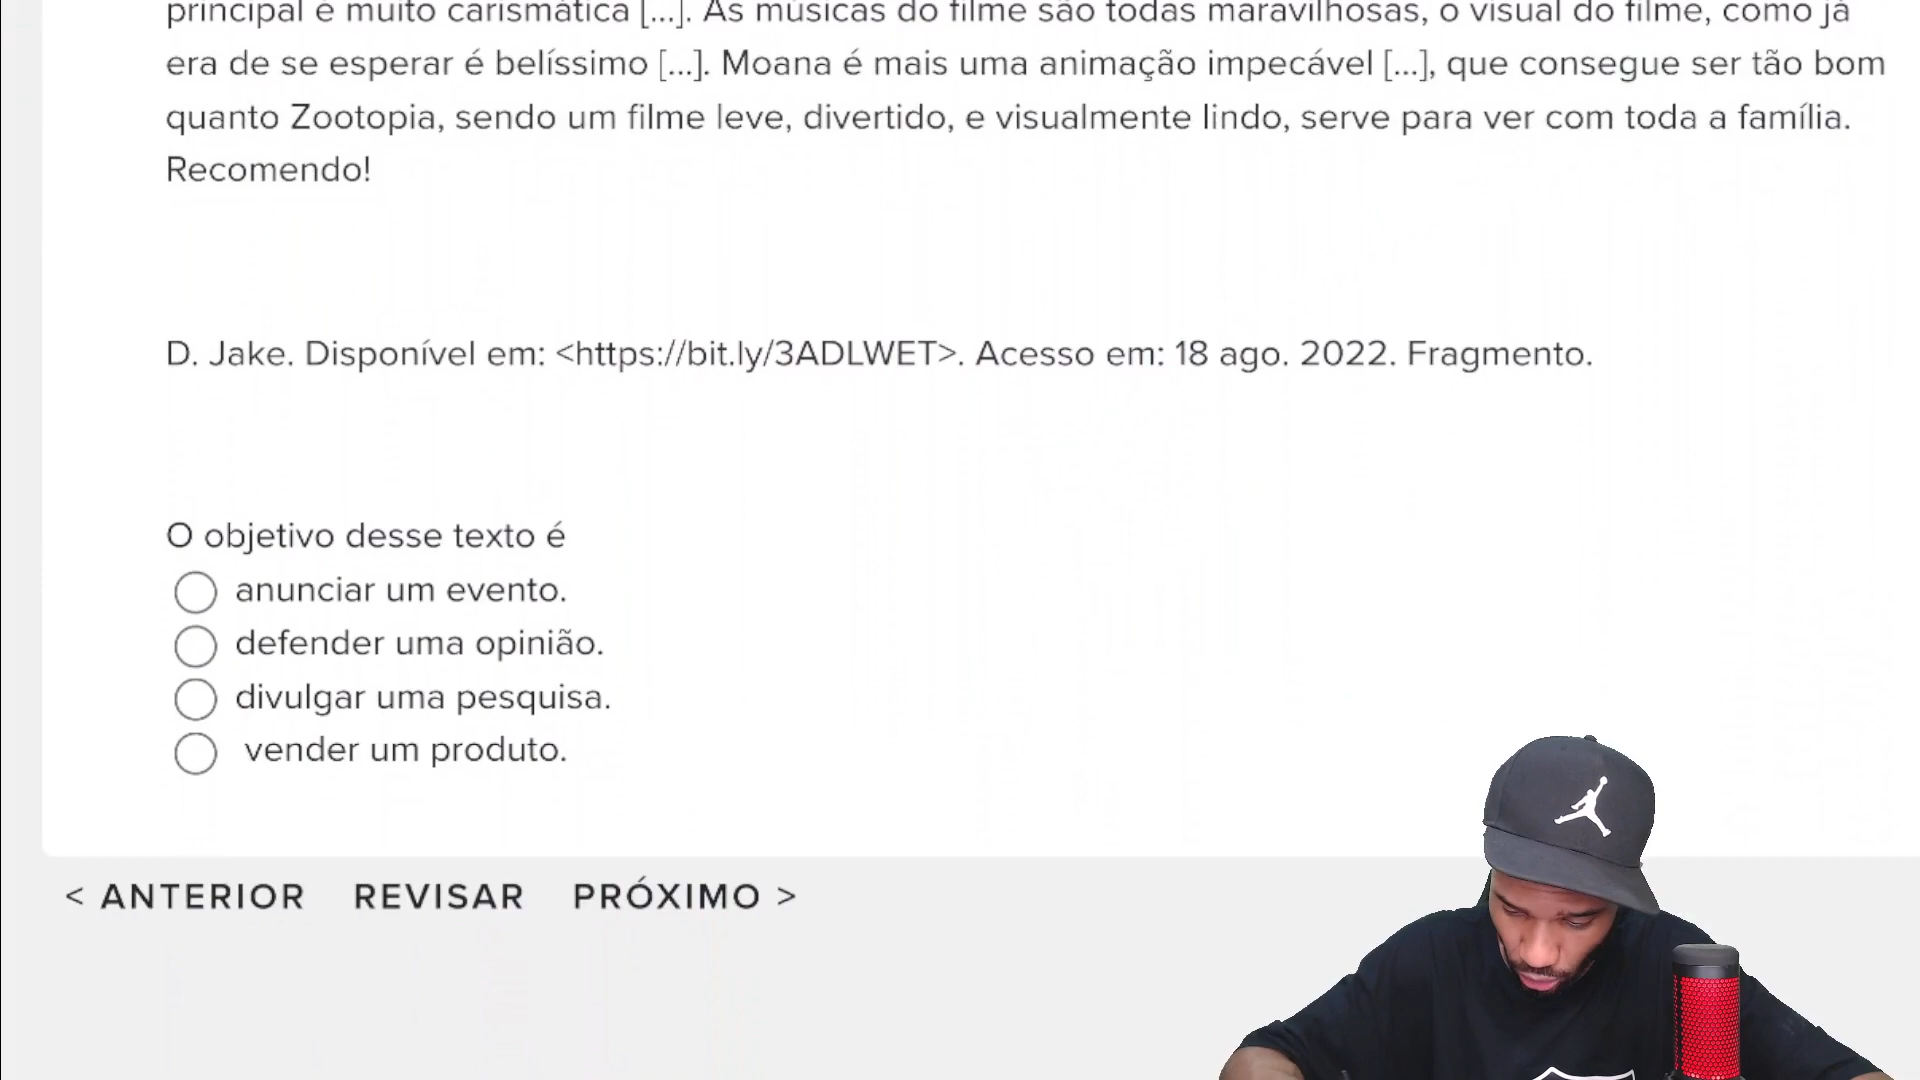 principal é muito carismática [...]. As músicas do filme são todas maravilhosas, o visual do filme, como já
era de se esperar é belíssimo [...]. Moana é mais uma animação impecável [...], que consegue ser tão bom
quanto Zootopia, sendo um filme leve, divertido, e visualmente lindo, serve para ver com toda a família.
Recomendo!
D. Jake. Disponível em: <https://bit.ly/3ADLWET>. Acesso em: 18 ago. 2022. Fragmento.
O objetivo desse texto é
anunciar um evento.
defender uma opinião.
divulgar uma pesquisa.
vender um produto.
< ANTERIOR REVISAR PRÓXIMO >